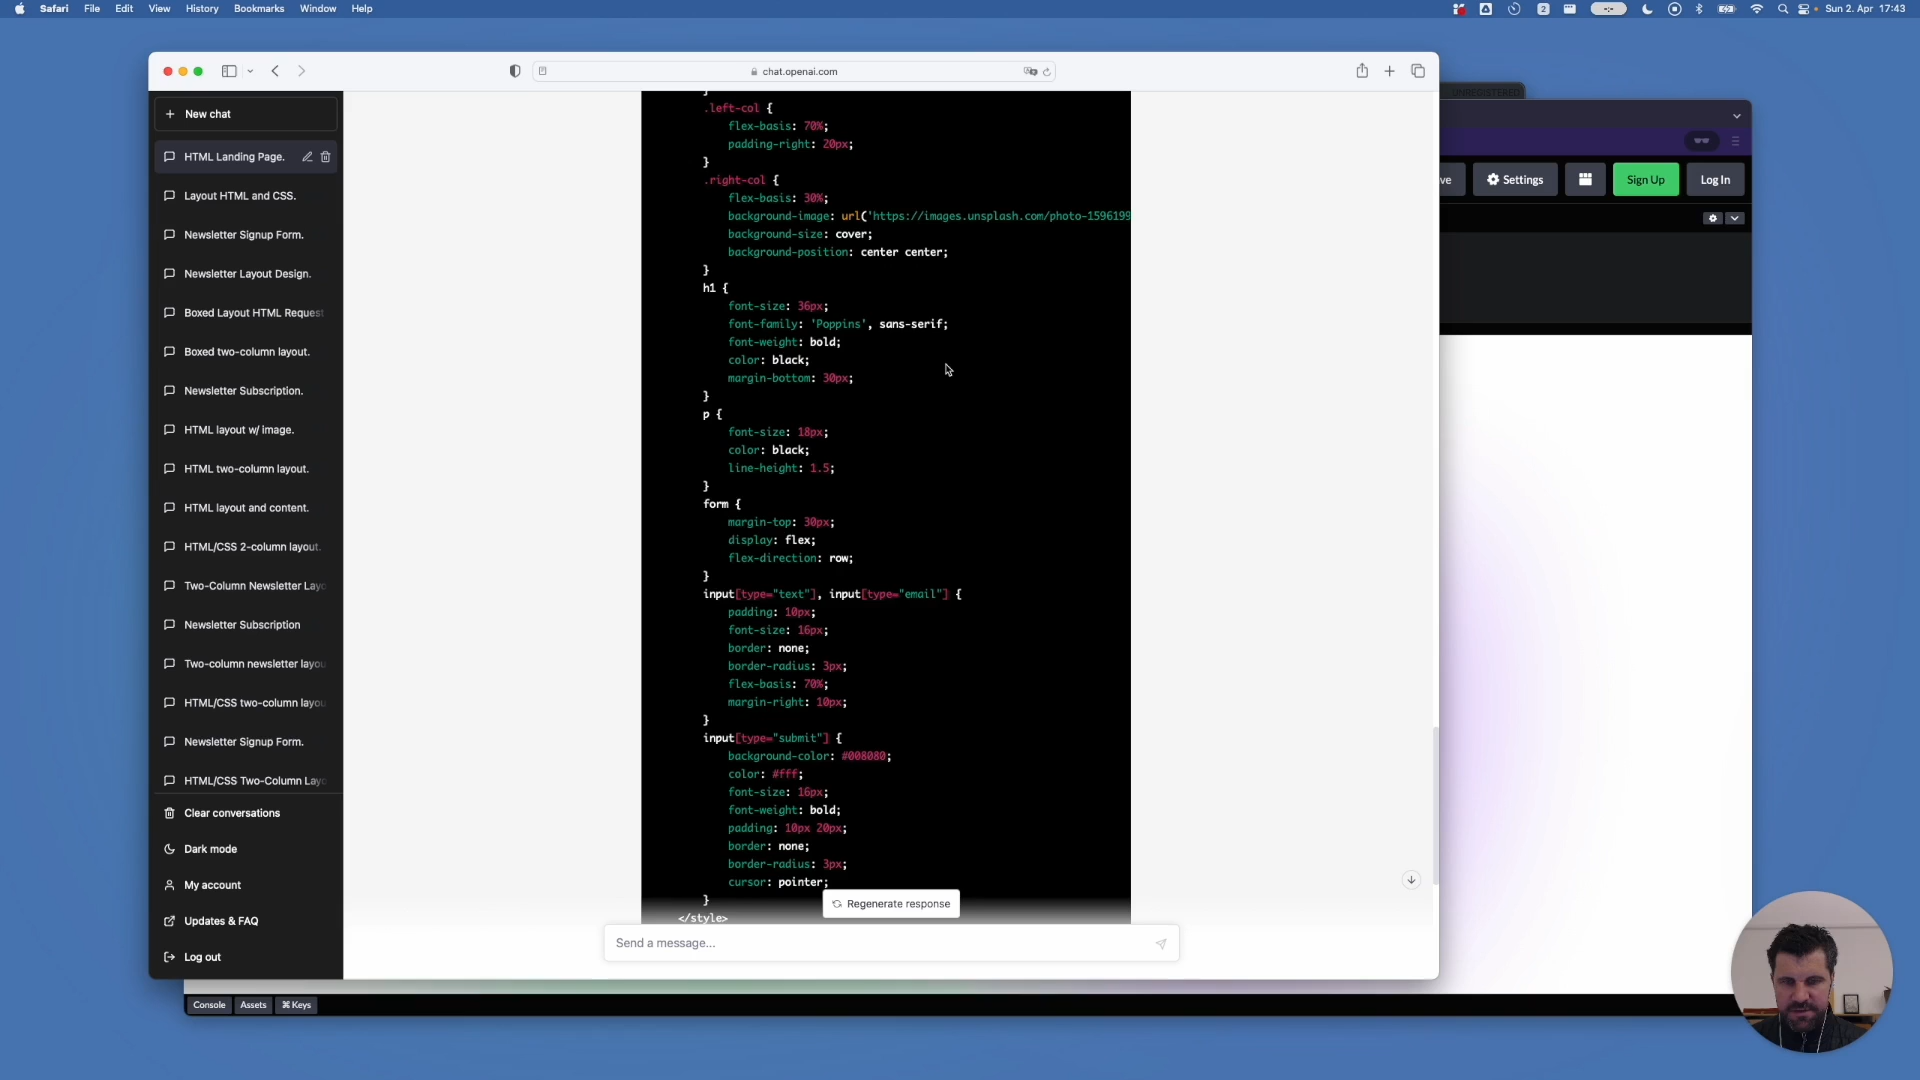 Safari File Edit View History Bookmarks Window Help
2
Sun 2. Apr 17:43
chat.openai.com
UNREGISTERED
New chat
HTML Landing Page.
Layout HTML and CSS.
Newsletter Signup Form.
Newsletter Layout Design.
Boxed Layout HTML Request
Boxed two-column layout.
Newsletter Subscription.
HTML layout w/ image.
HTML two-column layout.
HTML layout and content.
HTML/CSS 2-column layout.
Two-Column Newsletter Layo
Newsletter Subscription
Two-column newsletter layou
HTML/CSS two-column layou
Newsletter Signup Form.
HTML/CSS Two-Column Layo
Clear conversations
Dark mode
My account
Updates & FAQ
Log out
}
.left-col {
flex-basis: 70%;
padding-right: 20px;
}
.right-col {
flex-basis: 30%;
background-image: url('https://images.unsplash.com/photo-1596199
background-size: cover;
background-position: center center;
}
h1 {
font-size: 36px;
font-family: 'Poppins', sans-serif;
font-weight: bold;
color: black;
margin-bottom: 30px;
}
p {
font-size: 18px;
color: black;
line-height: 1.5;
}
form {
margin-top: 30px;
display: flex;
flex-direction: row;
}
input[type="text"], input[type="email"] {
padding: 10px;
font-size: 16px;
border: none;
border-radius: 3px;
flex-basis: 70%;
margin-right: 10px;
}
input[type="submit"] {
background-color: #008080;
color: #fff;
font-size: 16px;
font-weight: bold;
padding: 10px 20px;
border: none;
border-radius: 3px;
cursor: pointer;
}
</style>
Regenerate response
Send a message...
ve
Settings
Sign Up
Log In
Console
Assets
⌘ Keys